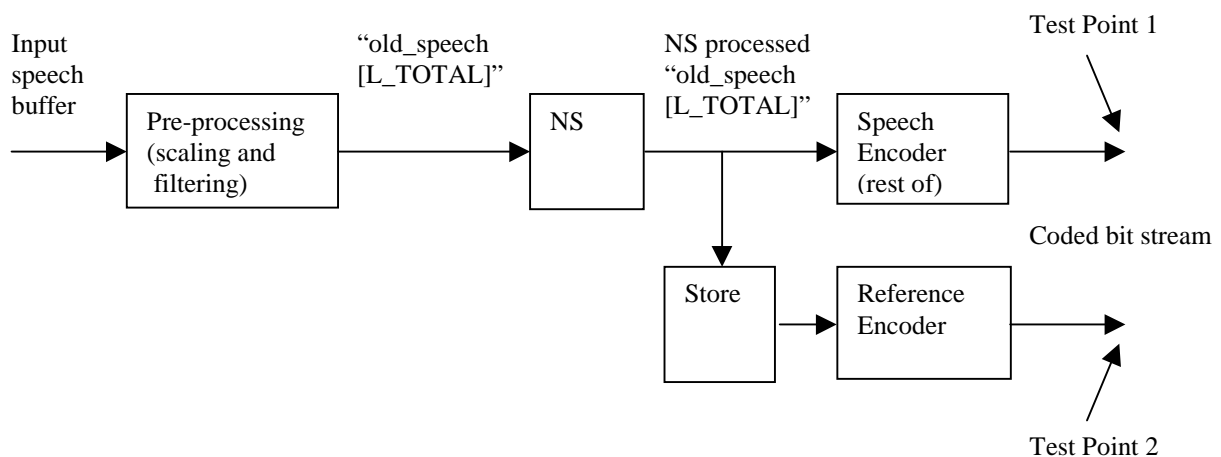 Input
speech
buffer
Pre-processing
(scaling and
filtering)
“old_speech
[L_TOTAL]”
NS
NS processed
“old_speech
[L_TOTAL]”
Speech
Encoder
(rest of)
Test Point 1
Coded bit stream
Store
Reference
Encoder
Test Point 2